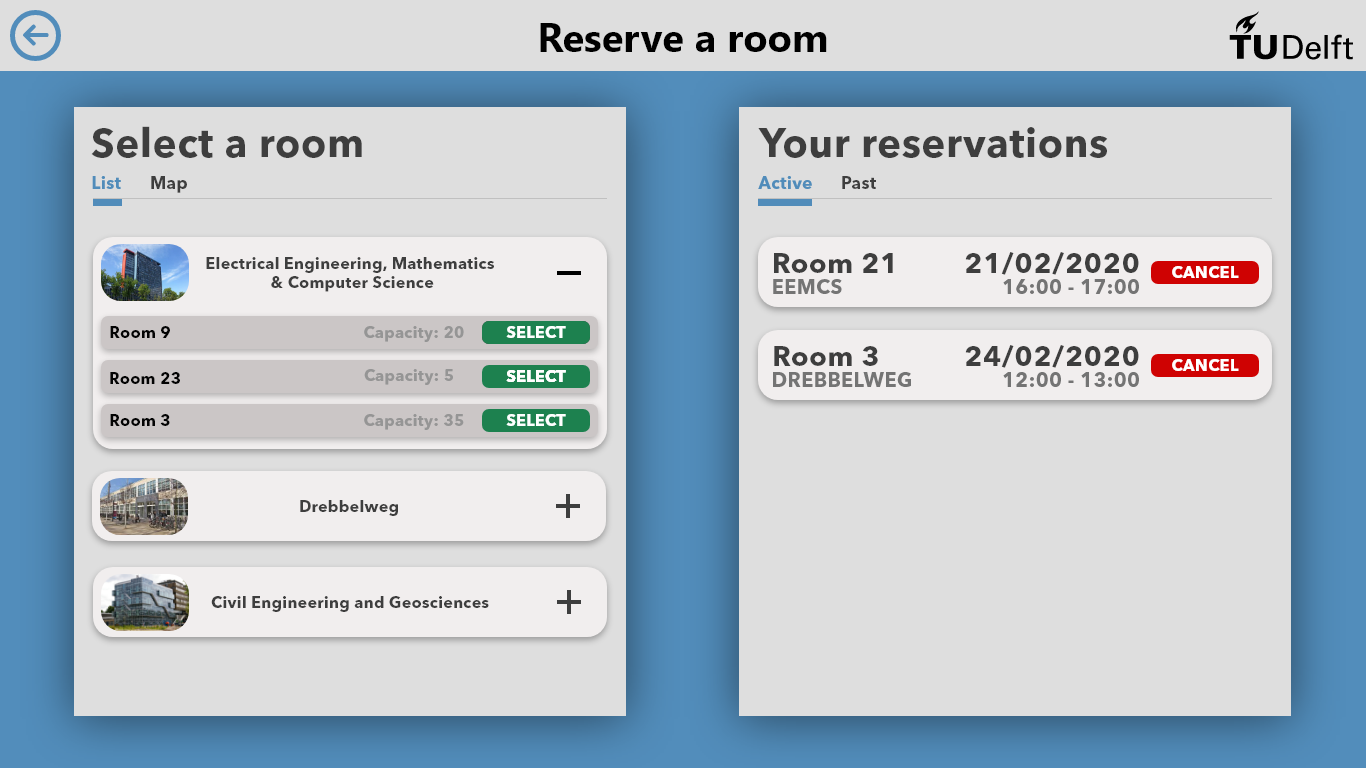 Reserve a room
TU Delft
Select a room
List Map
Electrical Engineering, Mathematics
& Computer Science
Room 9 Capacity: 20 SELECT
Room 23 Capacity: 5 SELECT
Room 3 Capacity: 35 SELECT
Drebbelweg
Civil Engineering and Geosciences
Your reservations
Active Past
Room 21 21/02/2020 CANCEL
EEMCS 16:00 - 17:00
Room 3 24/02/2020 CANCEL
DREBBELWEG 12:00 - 13:00